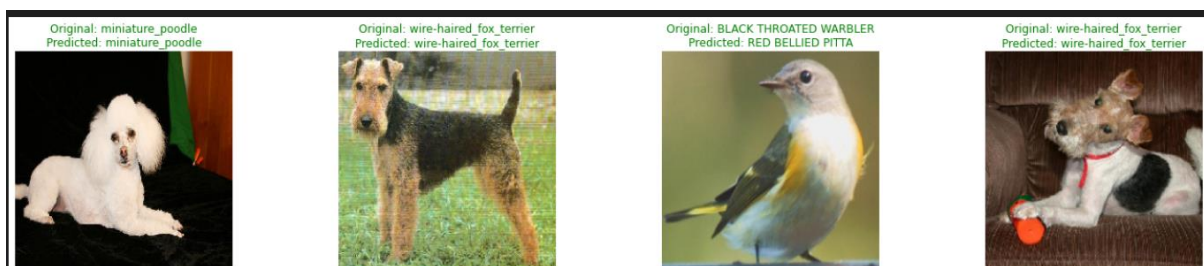 Original: miniature_poodle
Predicted: miniature_poodle
Original: wire-haired_fox_terrier
Predicted: wire-haired_fox_terrier
Original: BLACK THROATED WARBLER
Predicted: RED BELLIED PITTA
Original: wire-haired_fox_terrier
Predicted: wire-haired_fox_terrier